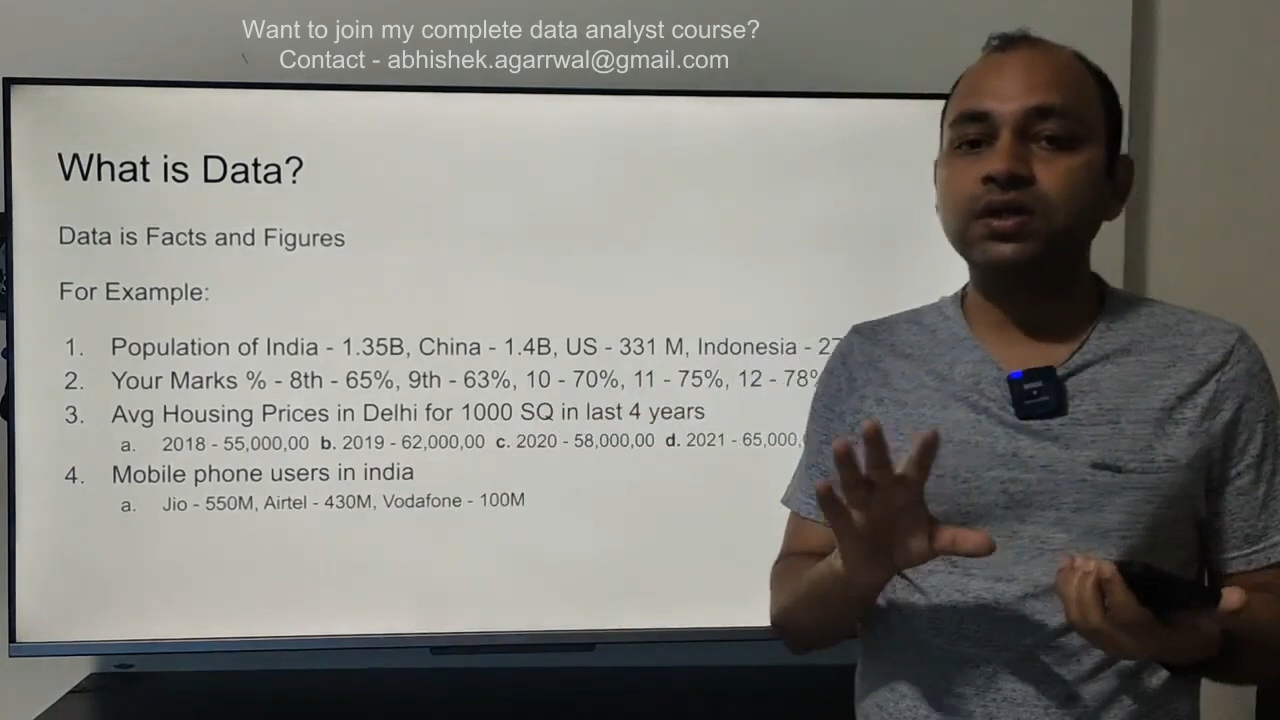 Want to join my complete data analyst course?
Contact - abhishek.agarrwal@gmail.com
What is Data?
Data is Facts and Figures
For Example:
1. Population of India - 1.35B, China - 1.4B, US - 331 M, Indonesia - 27
2. Your Marks % - 8th - 65%, 9th - 63%, 10 - 70%, 11 - 75%, 12 - 78%
3. Avg Housing Prices in Delhi for 1000 SQ in last 4 years
a. 2018 - 55,000,00 b. 2019 - 62,000,00 c. 2020 - 58,000,00 d. 2021 - 65,000,
4. Mobile phone users in india
a. Jio - 550M, Airtel - 430M, Vodafone - 100M